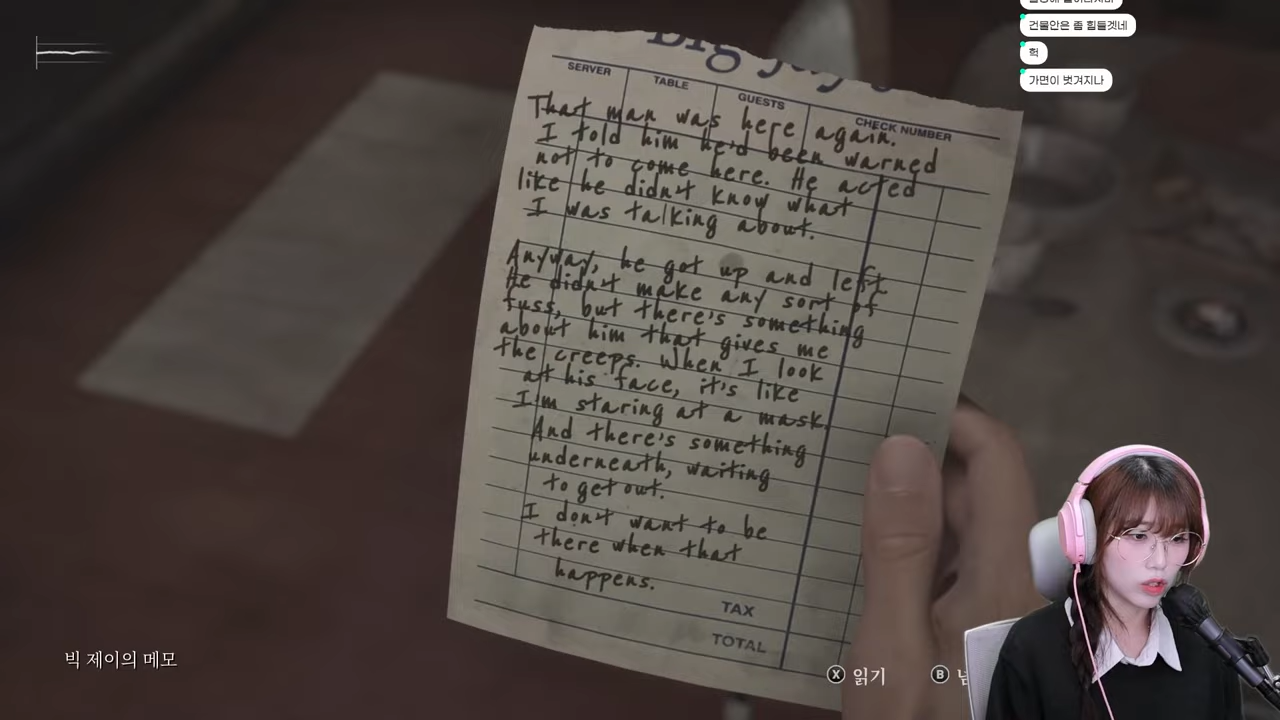 건물안은 좀 힘들겟네
헉
가면이 벗겨지나
Big Jay's
SERVER TABLE GUESTS CHECK NUMBER
That man was here again.
I told him he'd been warned
not to come here. He acted
like he didn't know what
I was talking about.
Anyway, he got up and left
He didn't make any sort of
fuss, but there's something
about him that gives me
the creeps. When I look
at his face, it's like
I'm staring at a mask.
And there's something
underneath, waiting
to get out.
I don't want to be
there when that
happens.
TAX
TOTAL
빅 제이의 메모
X 읽기
B